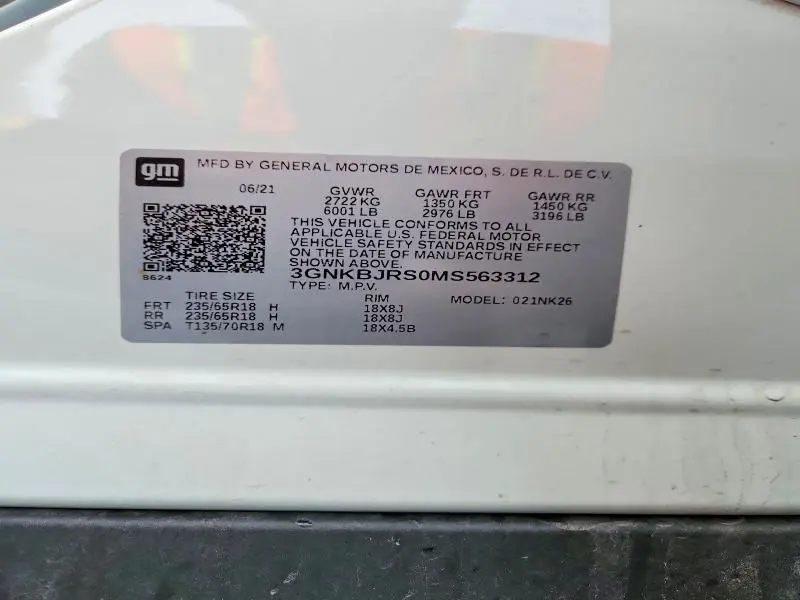 gm
MFD BY GENERAL MOTORS DE MEXICO, S. DE R.L. DE C.V.
06/21 GVWR GAWR FRT GAWR RR
2722 KG 1350 KG 1450 KG
6001 LB 2976 LB 3196 LB
THIS VEHICLE CONFORMS TO ALL
APPLICABLE U.S. FEDERAL MOTOR
VEHICLE SAFETY STANDARDS IN EFFECT
ON THE DATE OF MANUFACTURE
SHOWN ABOVE.
8624
3GNKBJRS0MS563312
TYPE: M.P.V. MODEL: 021NK26
TIRE SIZE RIM
FRT 235/65R18 H 18X8J
RR 235/65R18 H 18X8J
SPA T135/70R18 M 18X4.5B